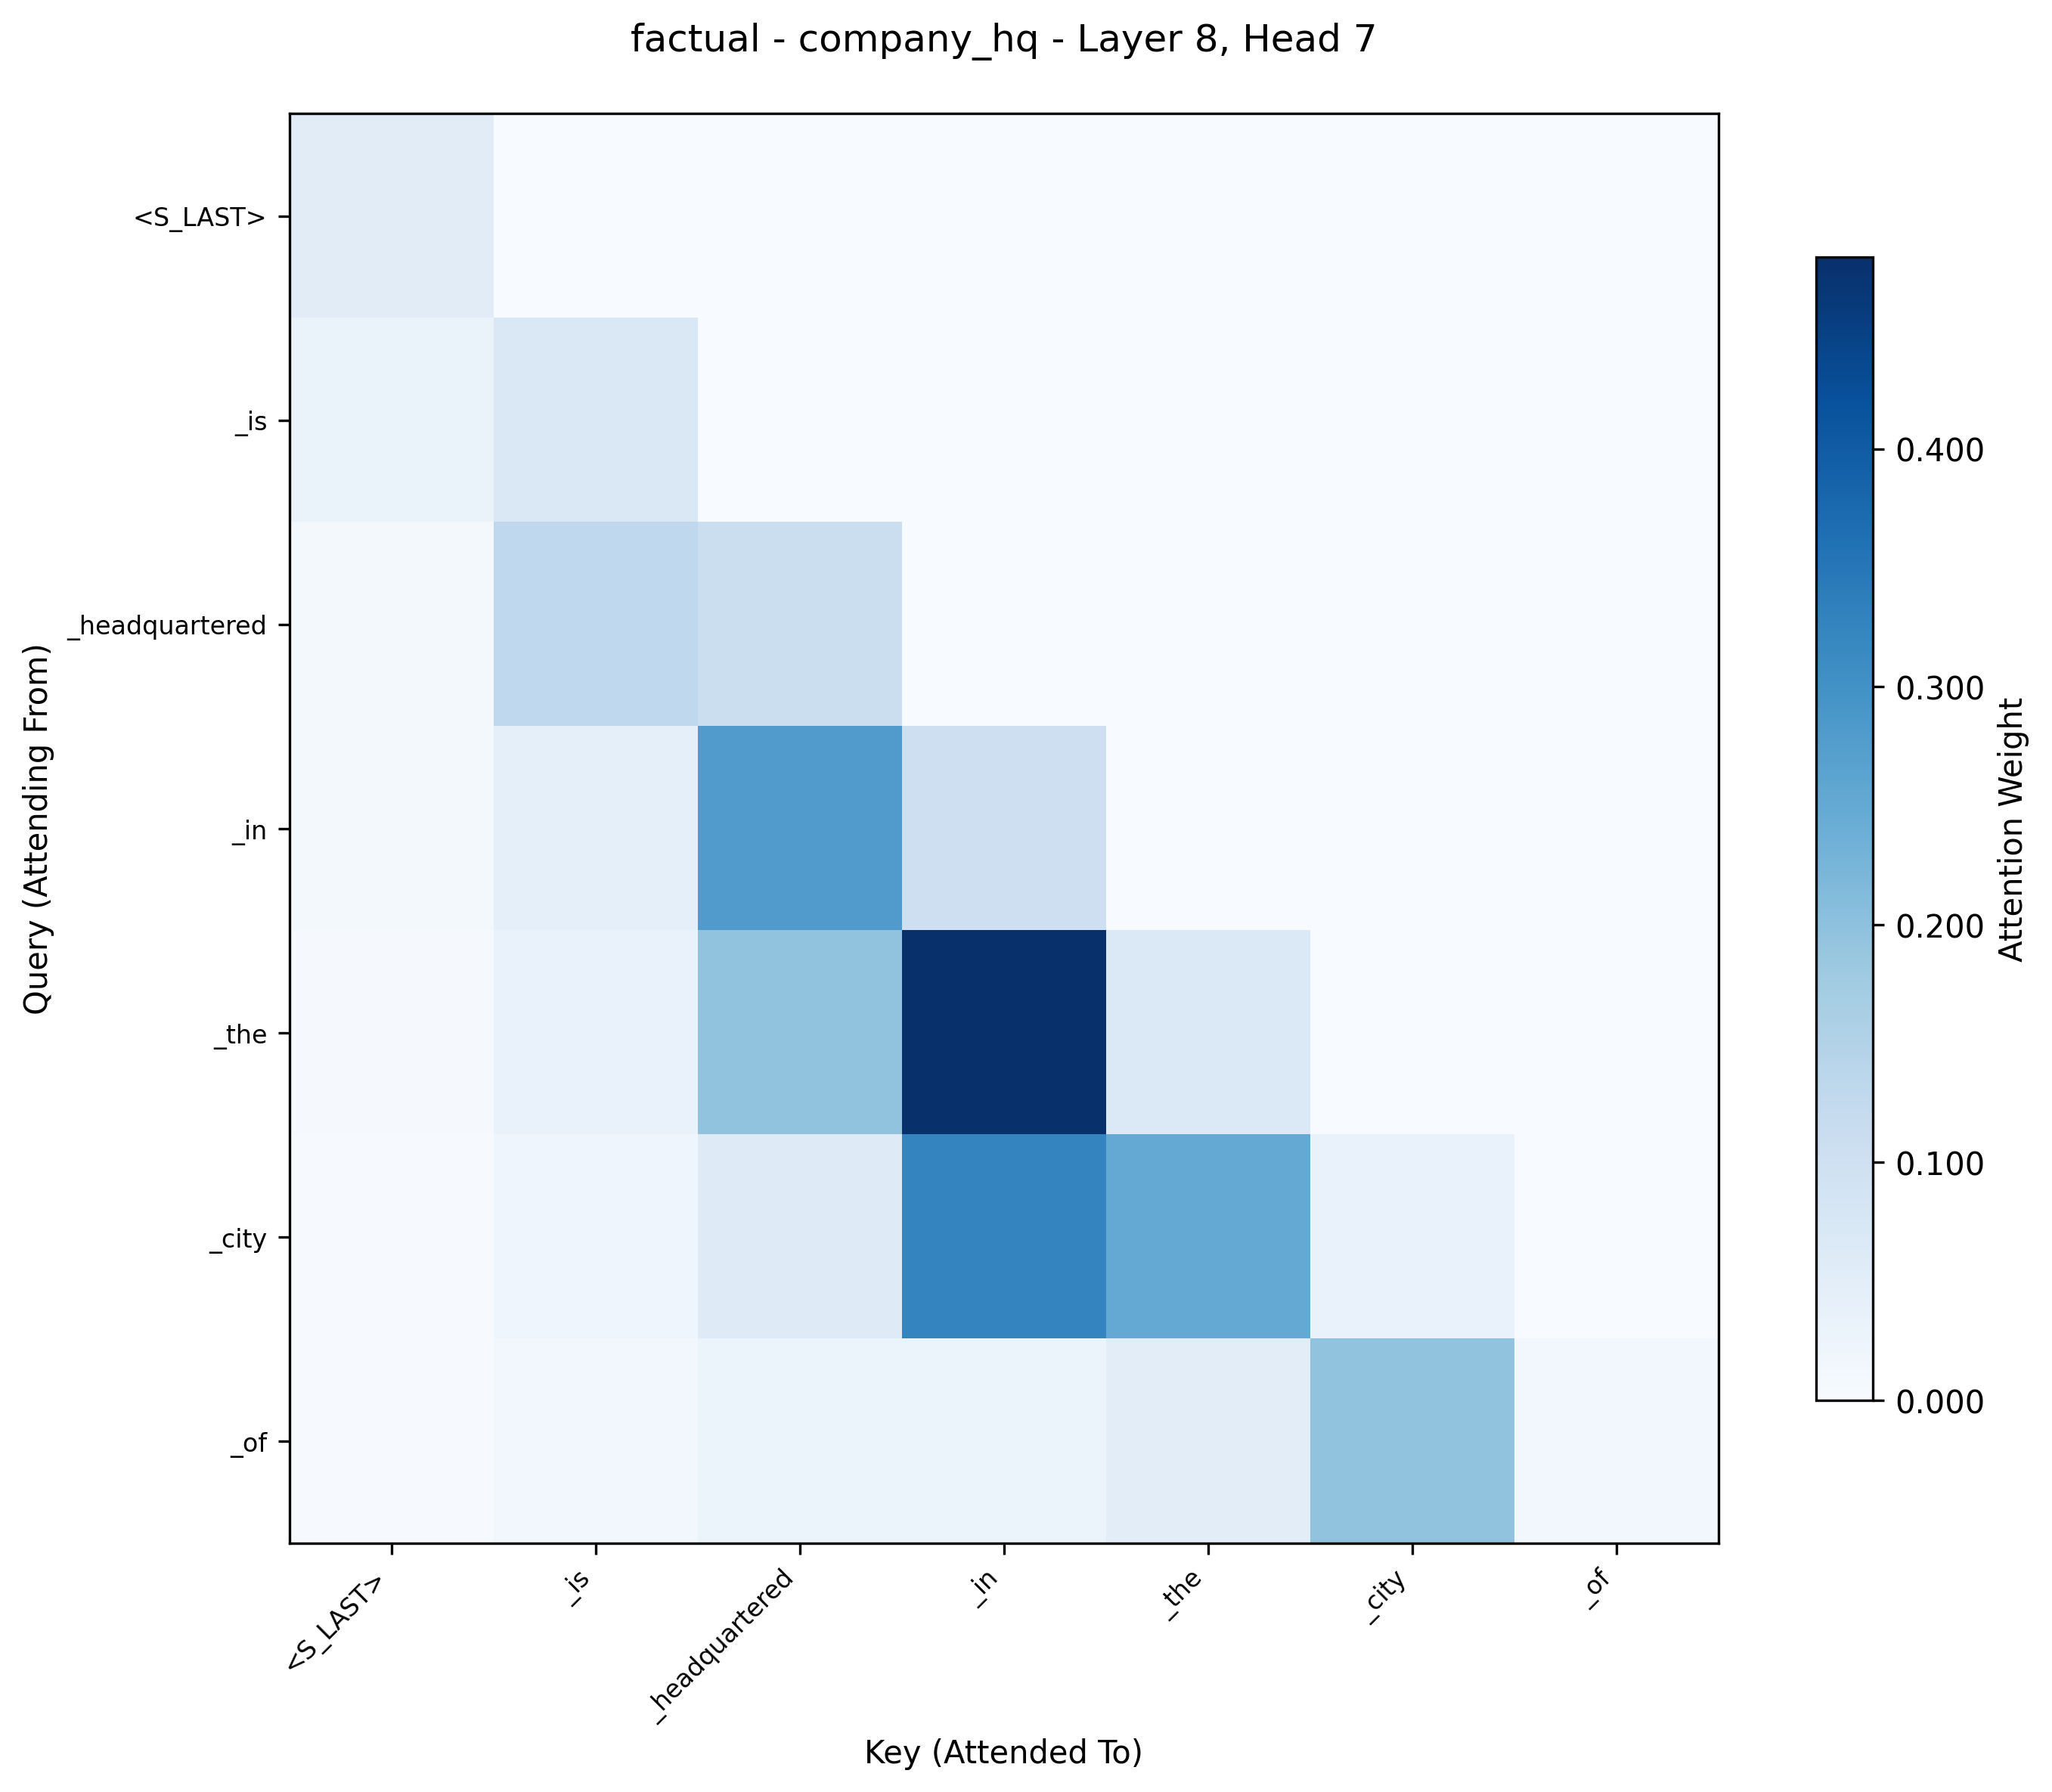 factual - company_hq - Layer 8, Head 7
Query (Attending From)
<S_LAST>
_is
_headquartered
_in
_the
_city
_of
<S_LAST>
_is
_headquartered
_in
_the
_city
_of
Key (Attended To)
0.400
0.300
0.200
0.100
0.000
Attention Weight